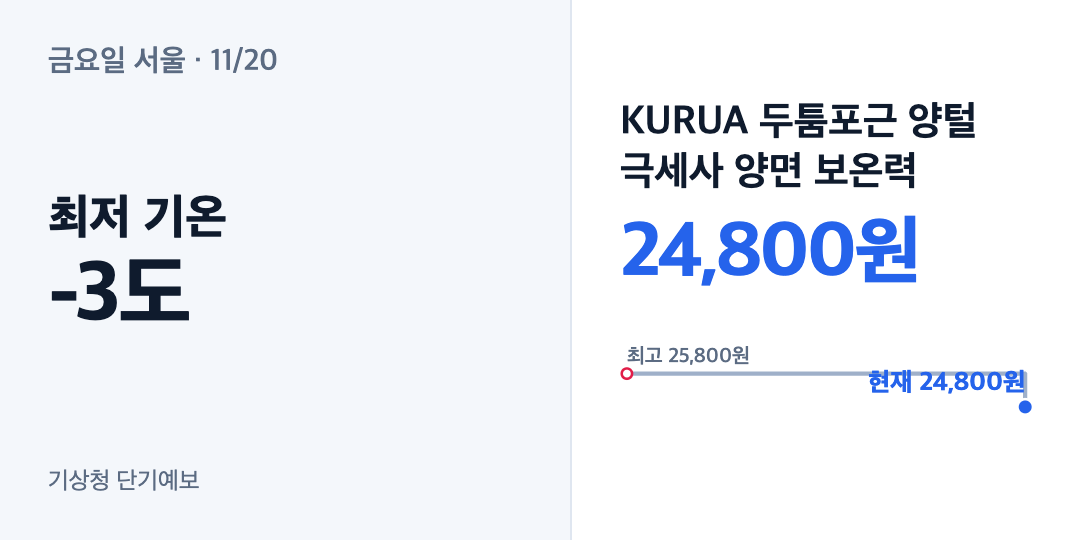 금요일 서울 · 11/20
최저 기온
-3도
기상청 단기예보
KURUA 두툼포근 양털
극세사 양면 보온력
24,800원
최고 25,800원
현재 24,800원